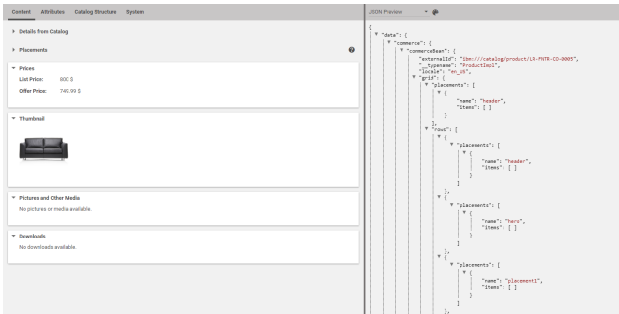 Content Attributes Catalog Structure System
Details from Catalog
Placements
Prices
List Price: 800 $
Offer Price: 749.99 $
Thumbnail
Pictures and Other Media
No pictures or media available.
Downloads
No downloads available.
JSON Preview
{
"data": {
"commerce": {
"commerceBean": {
"externalId": "ibm:///catalog/product/LR-FNTR-CO-0005",
"__typename": "ProductImpl",
"locale": "en_US",
"grid": {
"placements": [
{
"name": "header",
"items": [ ]
}
],
"rows": [
{
"placements": [
{
"name": "header",
"items": [ ]
}
]
},
{
"placements": [
{
"name": "hero",
"items": [ ]
}
]
},
{
"placements": [
{
"name": "placement1",
"items": [ ]
}
]
},